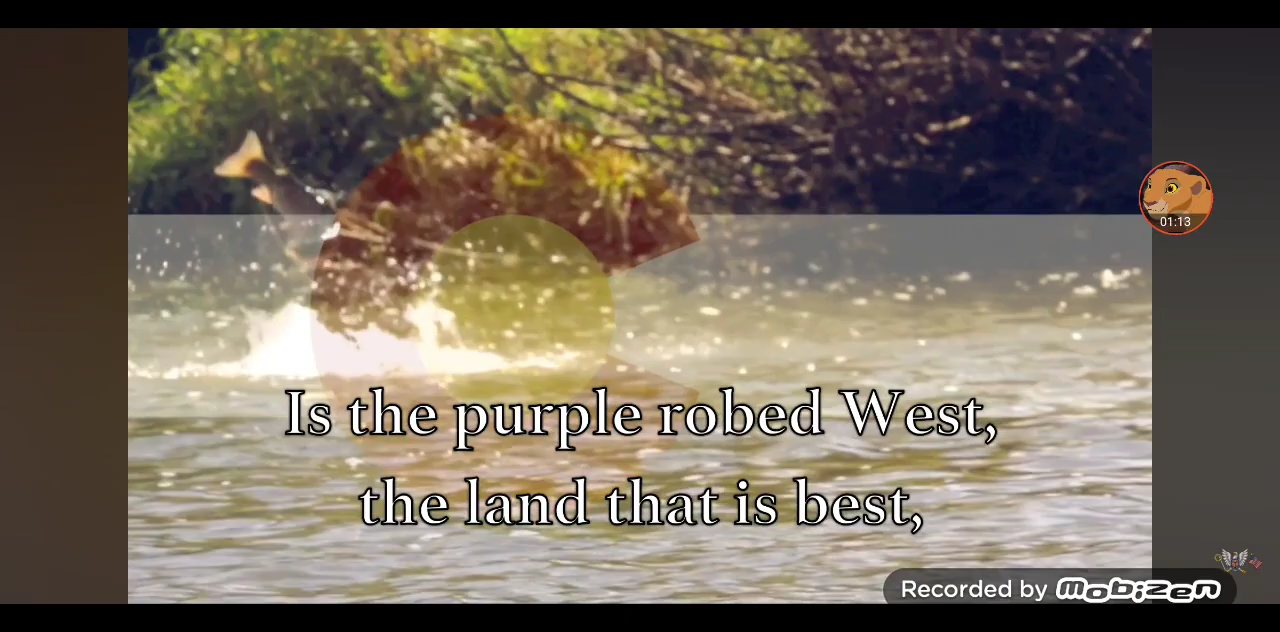 01:13
Is the purple robed West,
the land that is best,
Recorded by Mobizen